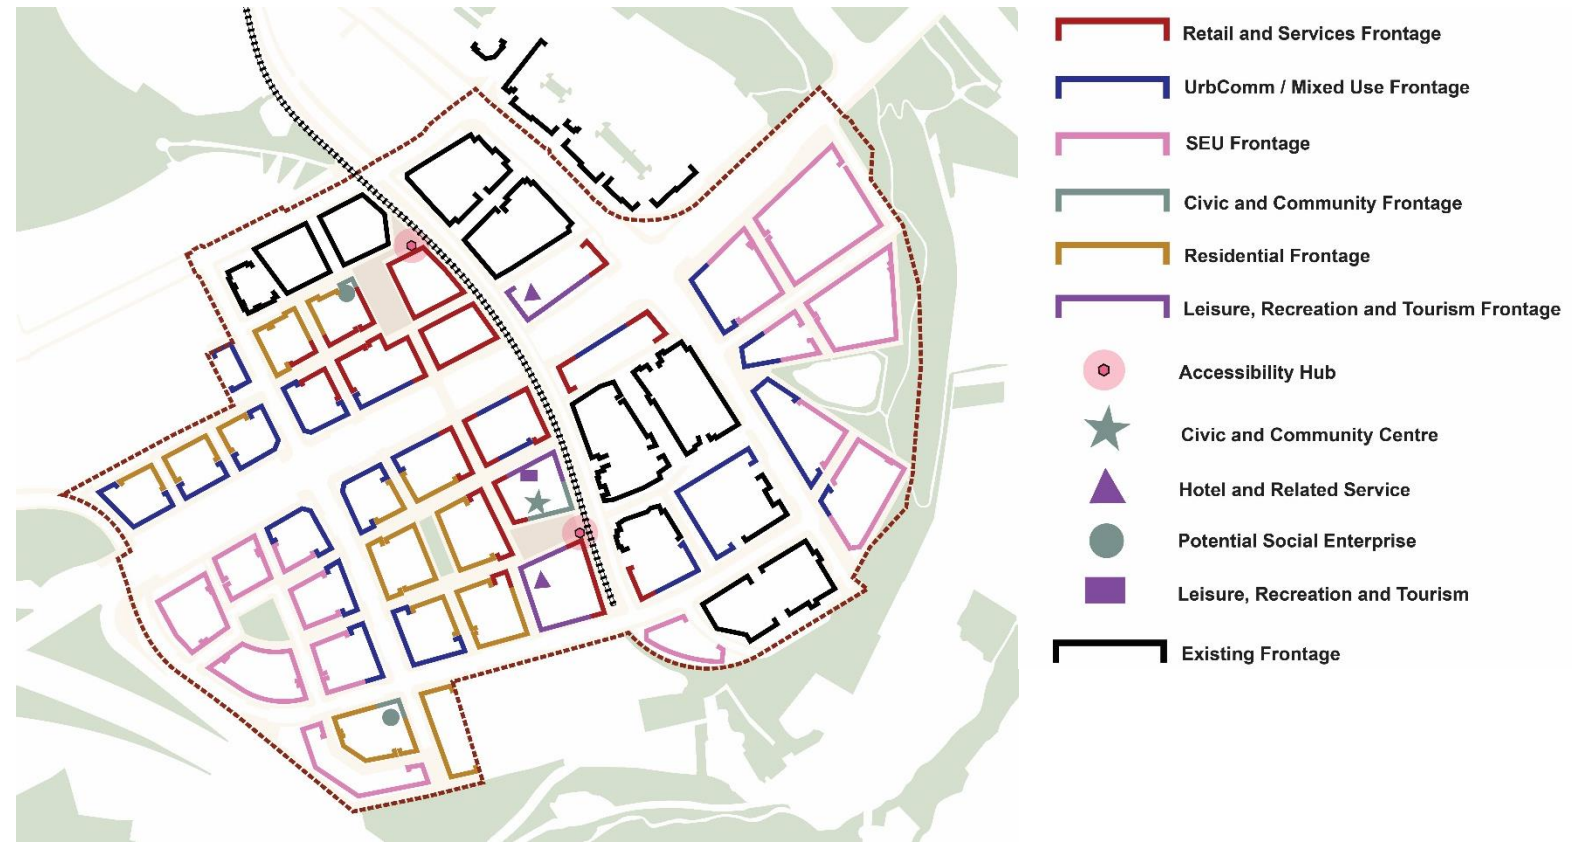 Retail and Services Frontage
UrbComm / Mixed Use Frontage
SEU Frontage
Civic and Community Frontage
Residential Frontage
Leisure, Recreation and Tourism Frontage
Accessibility Hub
Civic and Community Centre
Hotel and Related Service
Potential Social Enterprise
Leisure, Recreation and Tourism
Existing Frontage